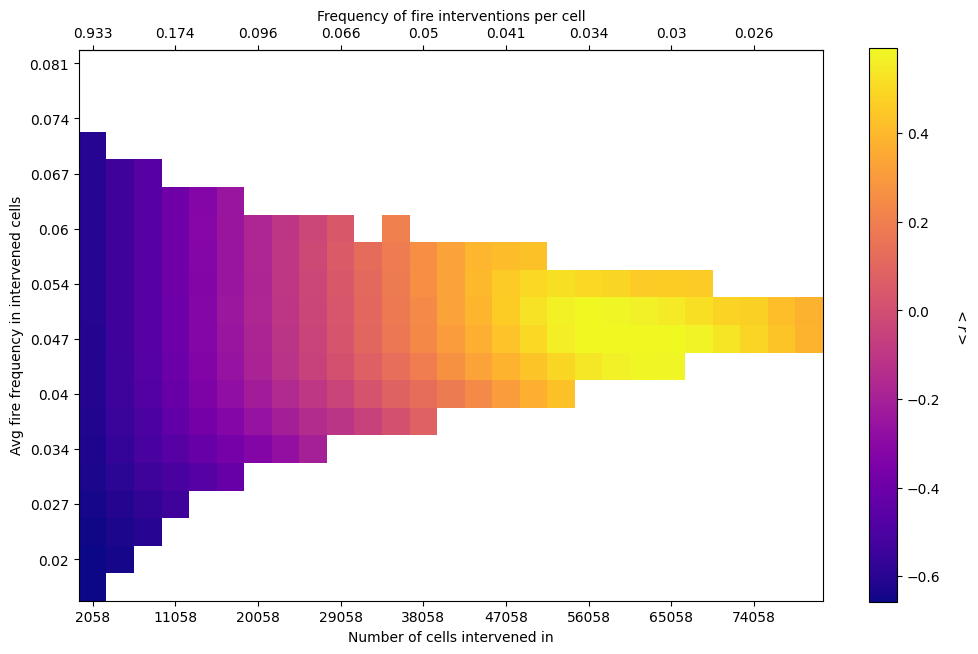 Frequency of fire interventions per cell
0.933 0.174 0.096 0.066 0.05 0.041 0.034 0.03 0.026
Avg fire frequency in intervened cells
0.081
0.074
0.067
0.06
0.054
0.047
0.04
0.034
0.027
0.02
2058 11058 20058 29058 38058 47058 56058 65058 74058
Number of cells intervened in
0.4
0.2
0.0
−0.2
−0.4
−0.6
< r >